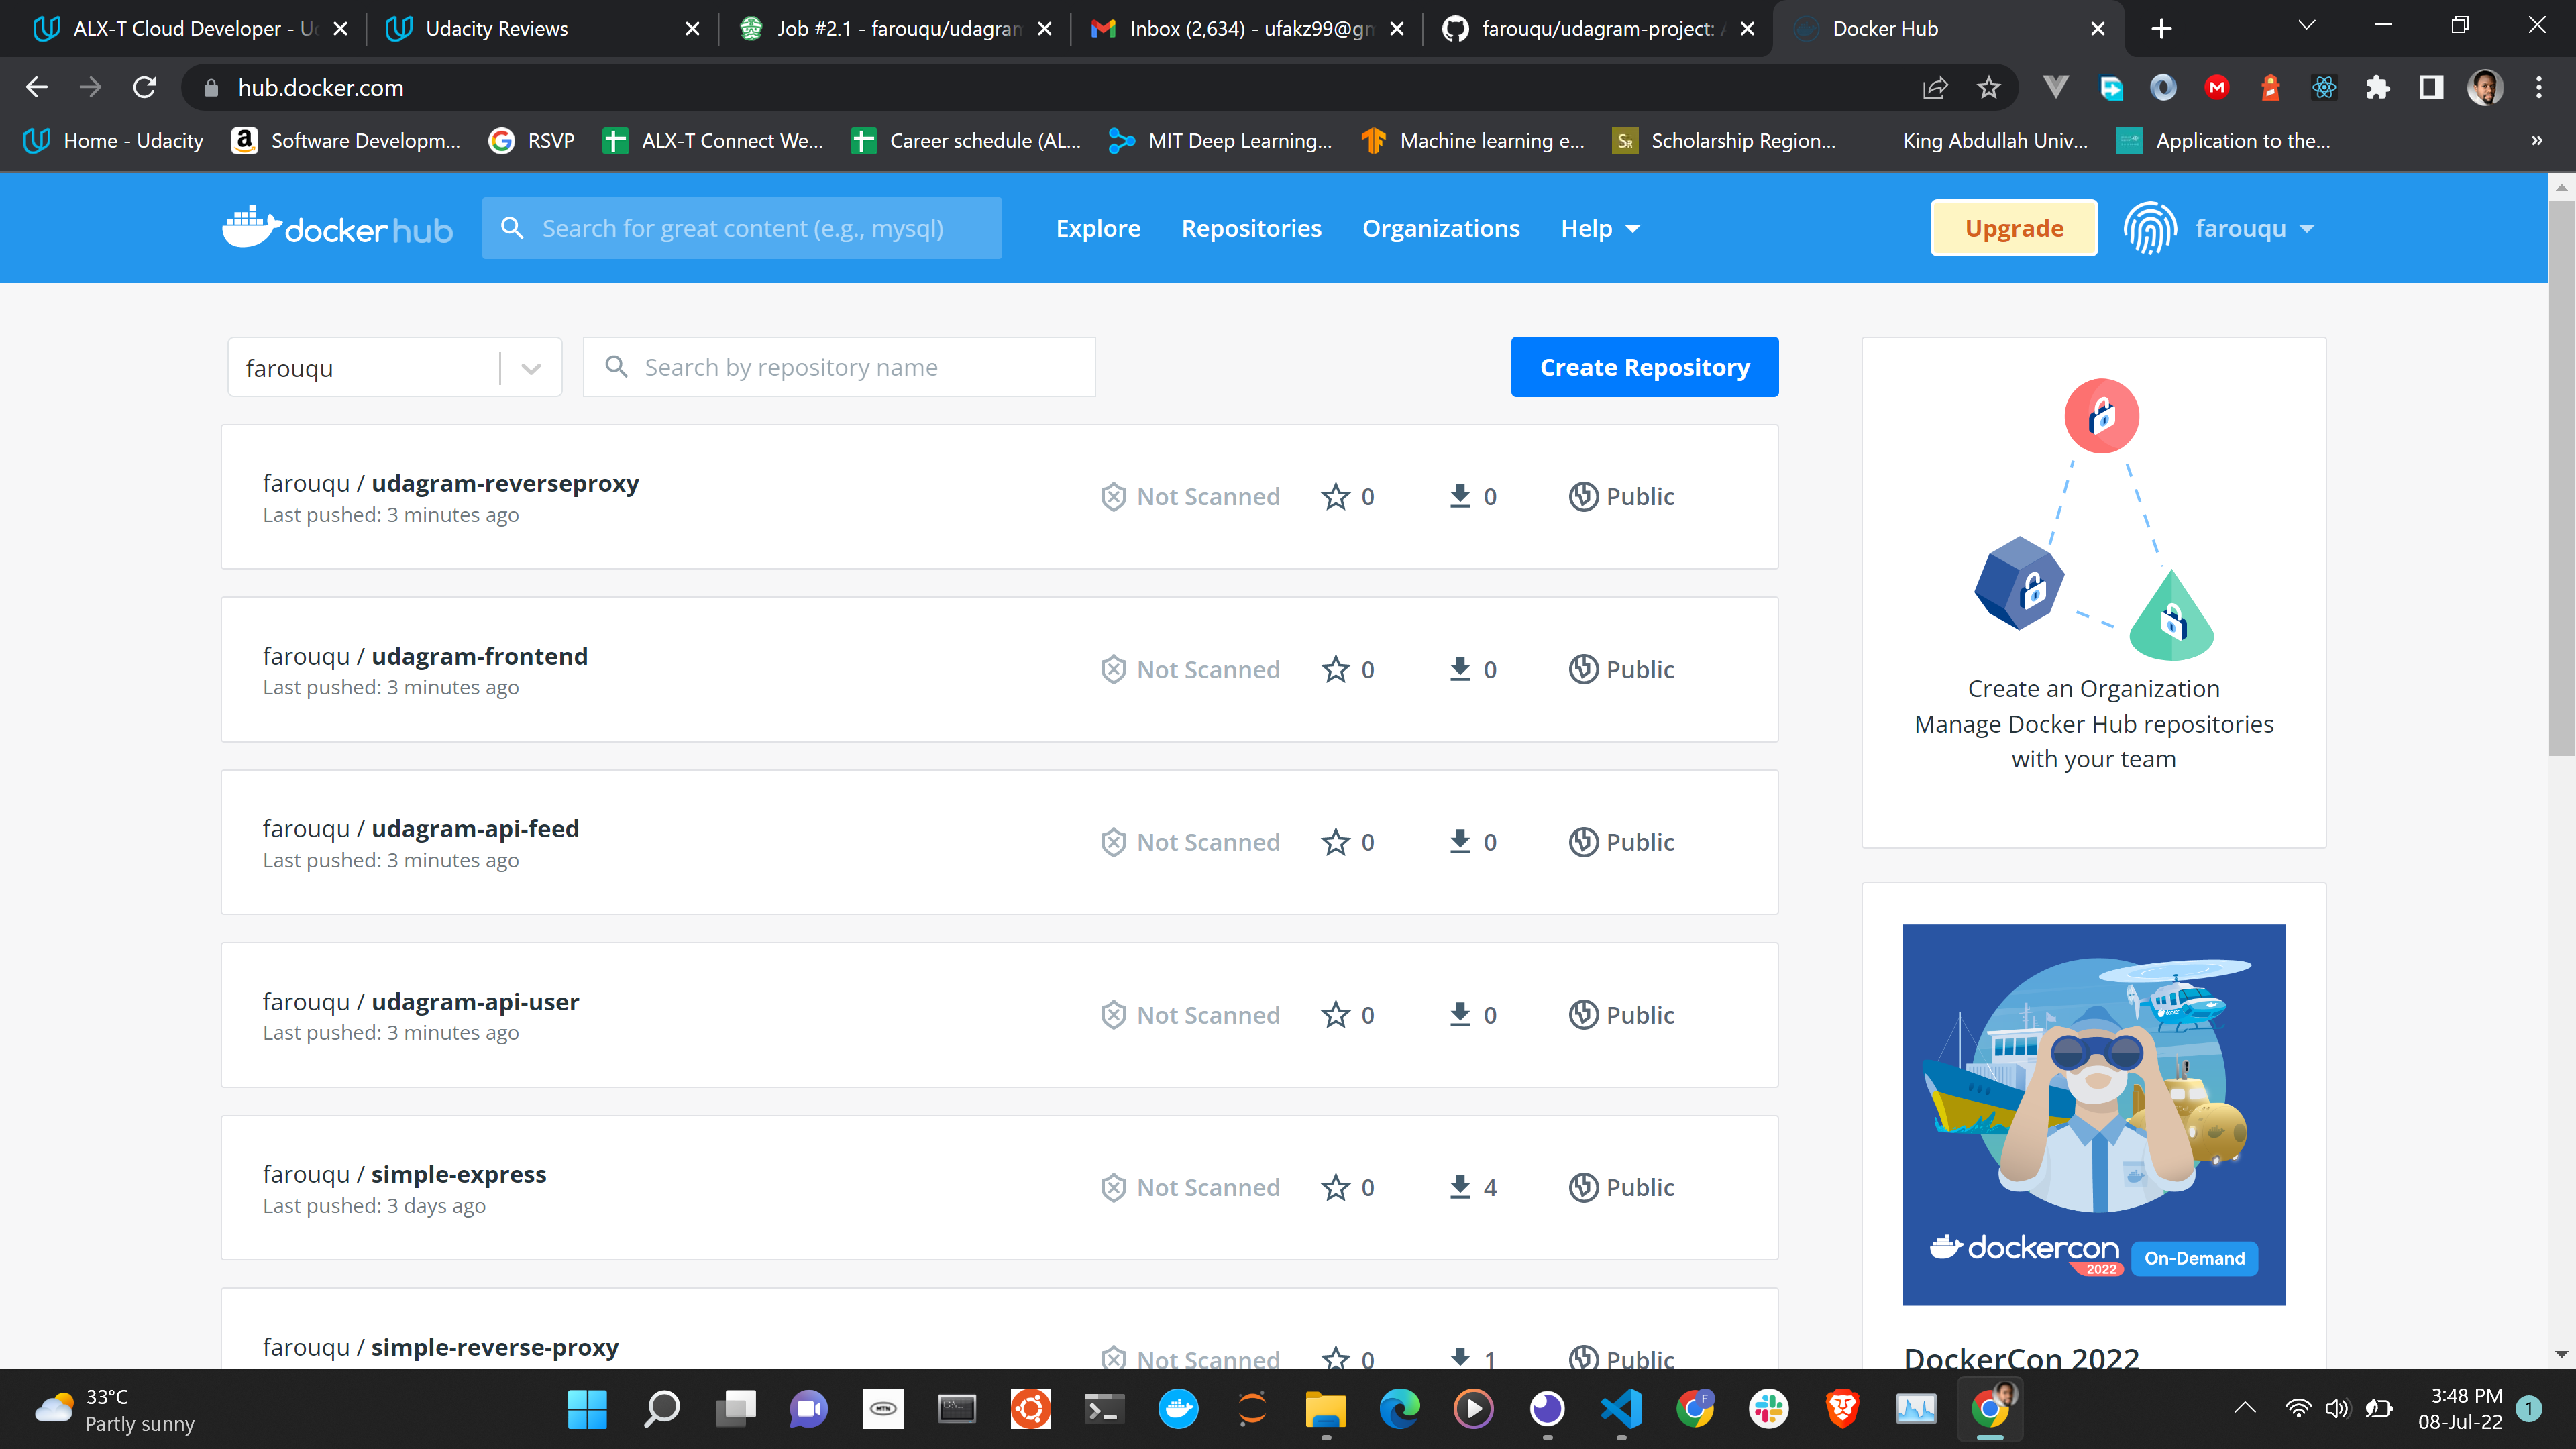 ALX-T Cloud Developer - Ud
Udacity Reviews
Job #2.1 - farouqu/udagram
Inbox (2,634) - ufakz99@gm
farouqu/udagram-project: A
Docker Hub
hub.docker.com
Home - Udacity
Software Developm...
RSVP
ALX-T Connect We...
Career schedule (AL...
MIT Deep Learning...
Machine learning e...
Scholarship Region...
King Abdullah Univ...
Application to the...
»
docker hub
Search for great content (e.g., mysql)
Explore
Repositories
Organizations
Help
Upgrade
farouqu
farouqu
Search by repository name
Create Repository
farouqu / udagram-reverseproxy
Last pushed: 3 minutes ago
Not Scanned
0
0
Public
farouqu / udagram-frontend
Last pushed: 3 minutes ago
Not Scanned
0
0
Public
farouqu / udagram-api-feed
Last pushed: 3 minutes ago
Not Scanned
0
0
Public
farouqu / udagram-api-user
Last pushed: 3 minutes ago
Not Scanned
0
0
Public
farouqu / simple-express
Last pushed: 3 days ago
Not Scanned
0
4
Public
farouqu / simple-reverse-proxy
Not Scanned
0
1
Public
Create an Organization
Manage Docker Hub repositories
with your team
dockercon
2022
On-Demand
DockerCon 2022
33°C
Partly sunny
3:48 PM
08-Jul-22
1